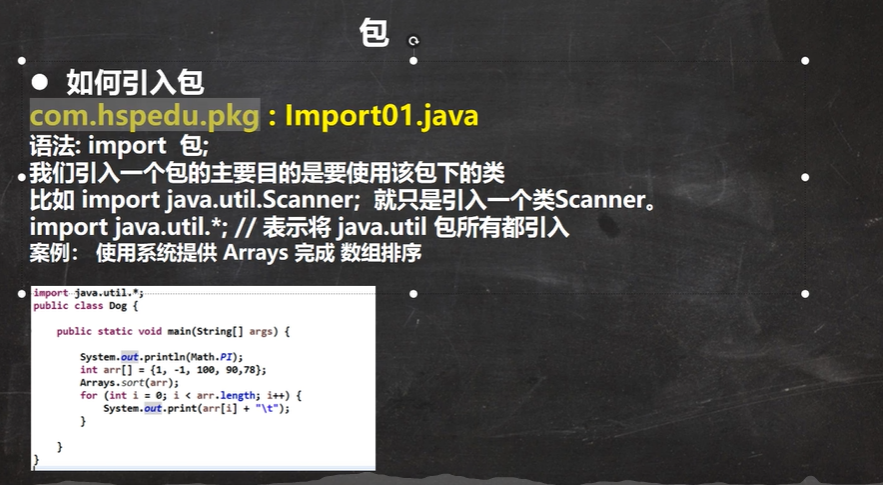 包
● 如何引入包
com.hspedu.pkg : Import01.java
语法: import 包;
我们引入一个包的主要目的是要使用该包下的类
比如 import java.util.Scanner; 就只是引入一个类Scanner。
import java.util.*; // 表示将 java.util 包所有都引入
案例： 使用系统提供 Arrays 完成 数组排序
import java.util.*;
public class Dog {
public static void main(String[] args) {
System.out.println(Math.PI);
int arr[] = {1, -1, 100, 90,78};
Arrays.sort(arr);
for (int i = 0; i < arr.length; i++) {
System.out.print(arr[i] + "\t");
}
}
}